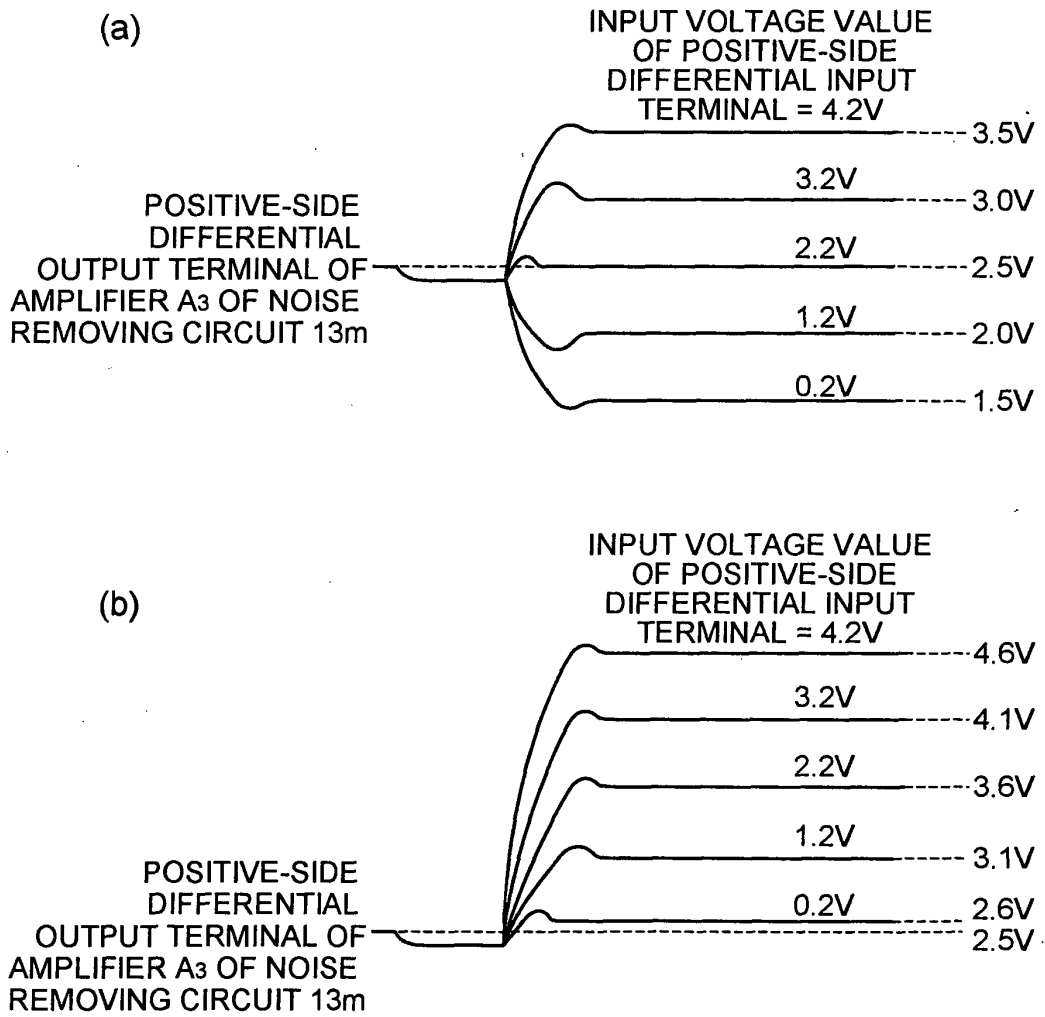 (a)
INPUT VOLTAGE VALUE
OF POSITIVE-SIDE
DIFFERENTIAL INPUT
TERMINAL = 4.2V
3.5V
3.2V
3.0V
POSITIVE-SIDE
DIFFERENTIAL
OUTPUT TERMINAL OF
AMPLIFIER A3 OF NOISE
REMOVING CIRCUIT 13m
2.2V
2.5V
1.2V
2.0V
0.2V
1.5V
(b)
INPUT VOLTAGE VALUE
OF POSITIVE-SIDE
DIFFERENTIAL INPUT
TERMINAL = 4.2V
4.6V
3.2V
4.1V
2.2V
3.6V
1.2V
3.1V
POSITIVE-SIDE
DIFFERENTIAL
OUTPUT TERMINAL OF
AMPLIFIER A3 OF NOISE
REMOVING CIRCUIT 13m
0.2V
2.6V
2.5V